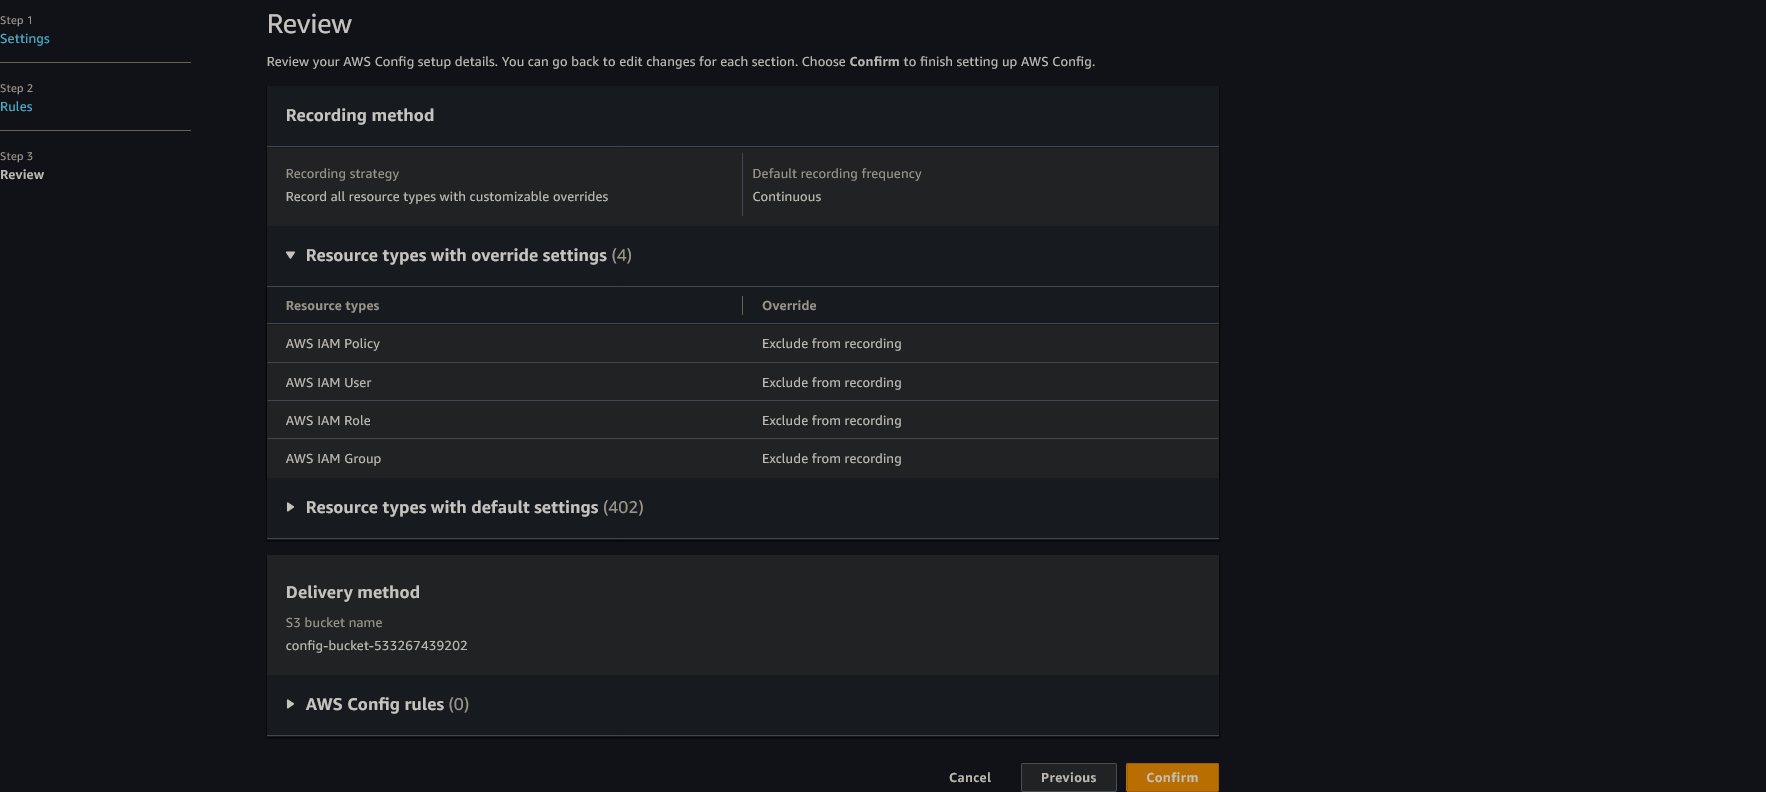 Step 1
Settings
Step 2
Rules
Step 3
Review
Review
Review your AWS Config setup details. You can go back to edit changes for each section. Choose Confirm to finish setting up AWS Config.
Recording method
Recording strategy
Record all resource types with customizable overrides
Default recording frequency
Continuous
Resource types with override settings (4)
Resource types Override
AWS IAM Policy Exclude from recording
AWS IAM User Exclude from recording
AWS IAM Role Exclude from recording
AWS IAM Group Exclude from recording
Resource types with default settings (402)
Delivery method
S3 bucket name
config-bucket-533267439202
AWS Config rules (0)
Cancel Previous Confirm